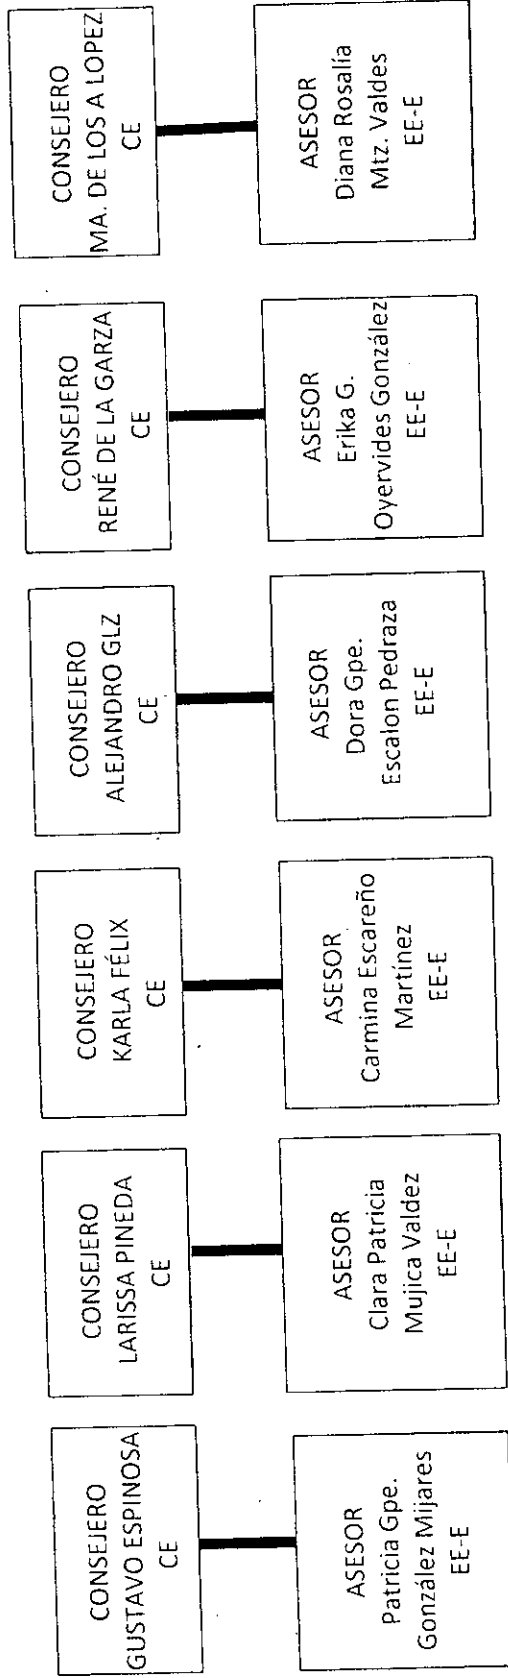 CONSEJERO
GUSTAVO ESPINOSA
CE
ASESOR
Patricia Gpe.
González Mijares
EE-E
CONSEJERO
LARISSA PINEDA
CE
ASESOR
Clara Patricia
Mujica Valdez
EE-E
CONSEJERO
KARLA FÉLIX
CE
ASESOR
Carmina Escareño
Martínez
EE-E
CONSEJERO
ALEJANDRO GLZ
CE
ASESOR
Dora Gpe.
Escalon Pedraza
EE-E
CONSEJERO
RENÉ DE LA GARZA
CE
ASESOR
Erika G.
Oyervides González
EE-E
CONSEJERO
MA. DE LOS A LOPEZ
CE
ASESOR
Diana Rosalía
Mtz. Valdes
EE-E